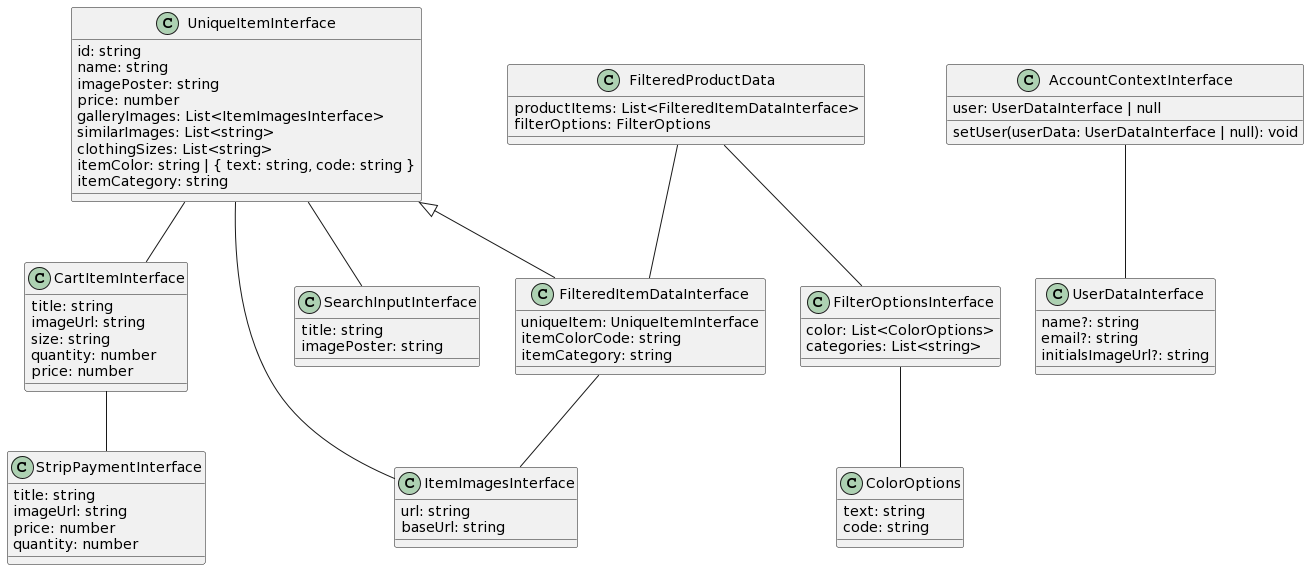 C UniqueItemInterface
id: string
name: string
imagePoster: string
price: number
galleryImages: List<ItemImagesInterface>
similarImages: List<string>
clothingSizes: List<string>
itemColor: string | { text: string, code: string }
itemCategory: string
C FilteredProductData
productItems: List<FilteredItemDataInterface>
filterOptions: FilterOptions
C AccountContextInterface
user: UserDataInterface | null
setUser(userData: UserDataInterface | null): void
C CartItemInterface
title: string
imageUrl: string
size: string
quantity: number
price: number
C SearchInputInterface
title: string
imagePoster: string
C FilteredItemDataInterface
uniqueItem: UniqueItemInterface
itemColorCode: string
itemCategory: string
C FilterOptionsInterface
color: List<ColorOptions>
categories: List<string>
C UserDataInterface
name?: string
email?: string
initialsImageUrl?: string
C StripPaymentInterface
title: string
imageUrl: string
price: number
quantity: number
C ItemImagesInterface
url: string
baseUrl: string
C ColorOptions
text: string
code: string